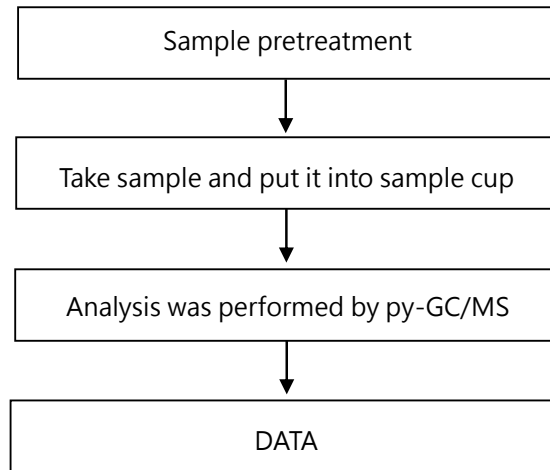 Sample pretreatment
Take sample and put it into sample cup
Analysis was performed by py-GC/MS
DATA